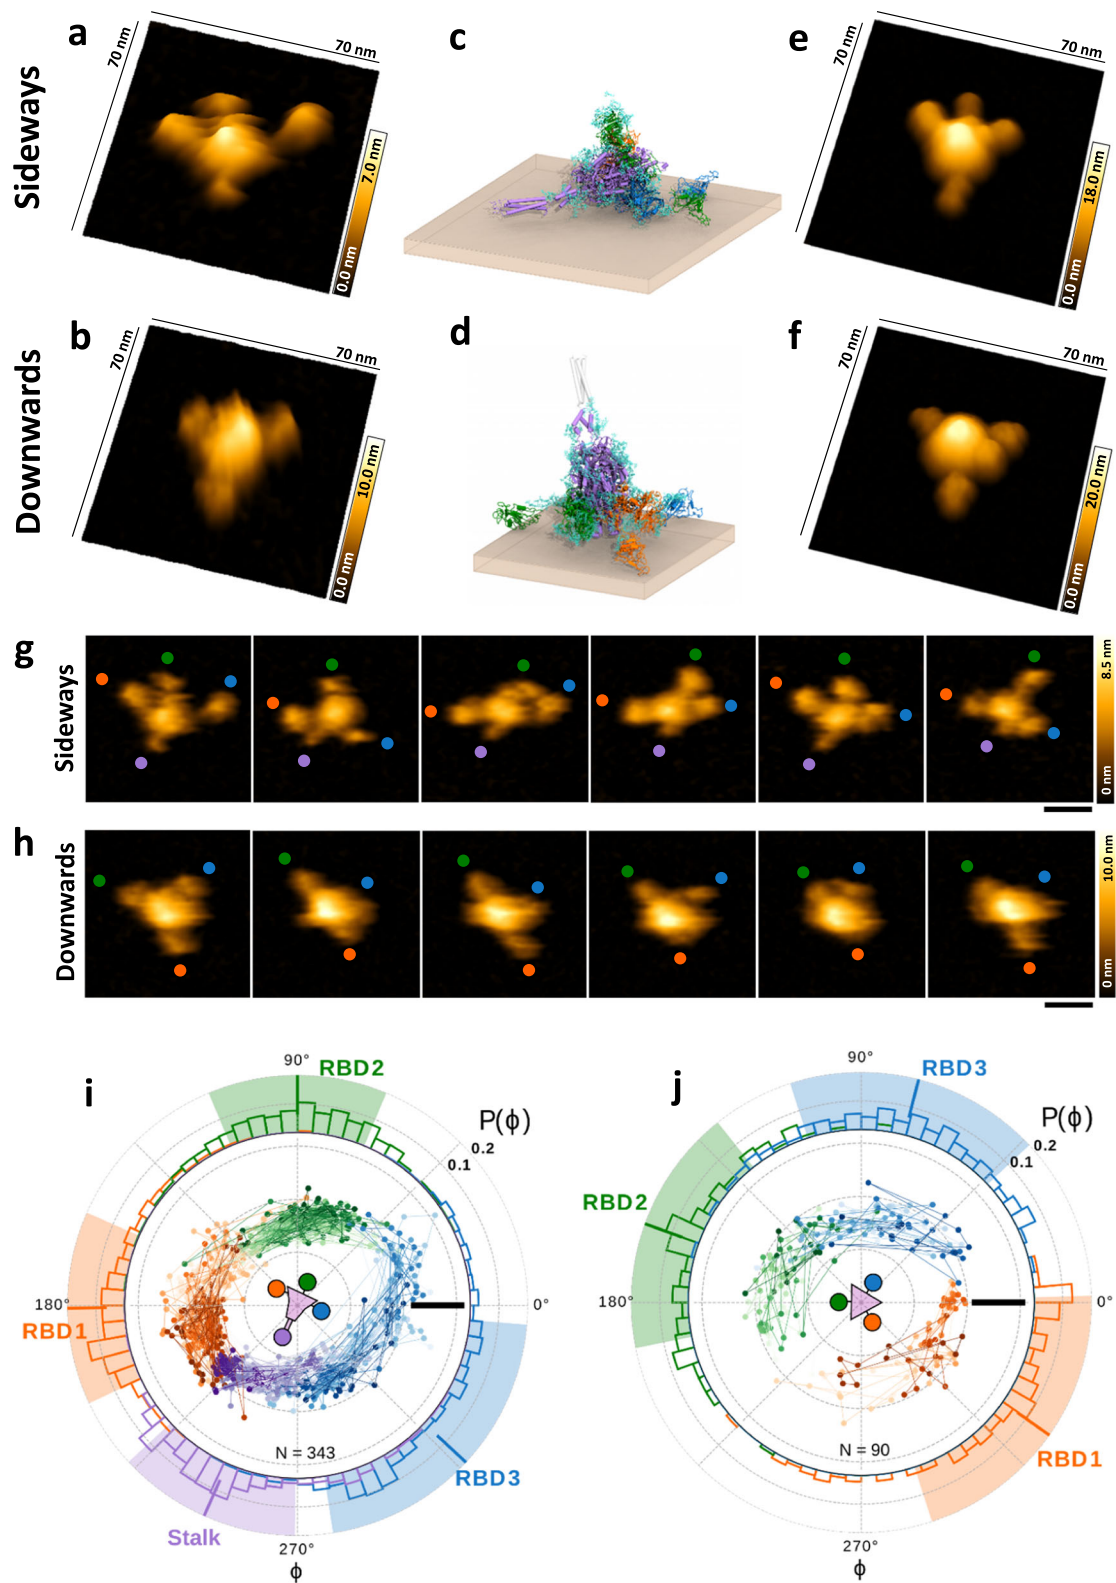 Sideways
a
70 nm
70 nm
7.0 nm
0.0 nm
c
e
70 nm
70 nm
18.0 nm
0.0 nm
Downwards
b
70 nm
70 nm
10.0 nm
0.0 nm
d
f
70 nm
70 nm
20.0 nm
0.0 nm
g
Sideways
8.5 nm
0 nm
h
Downwards
10.0 nm
0 nm
i
90°
RBD2
P(ϕ)
0.2
0.1
180°
0°
RBD1
N = 343
RBD3
Stalk
270°
ϕ
j
90°
RBD3
P(ϕ)
0.2
0.1
RBD2
180°
0°
N = 90
RBD1
270°
ϕ